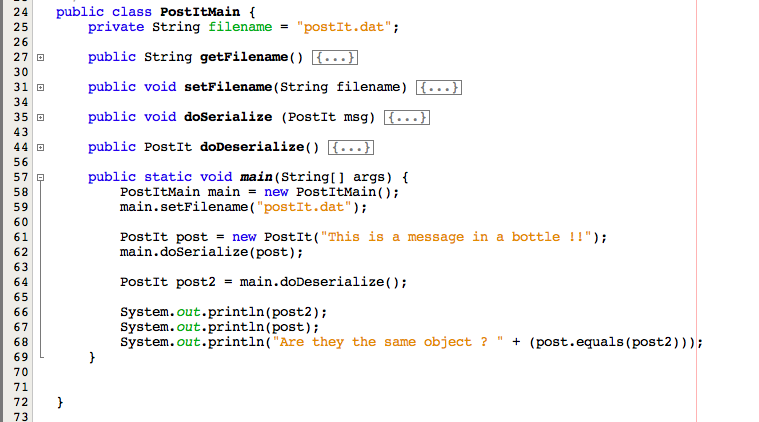 24 public class PostItMain {
25 private String filename = "postIt.dat";
26
27 public String getFilename() {...}
30
31 public void setFilename(String filename) {...}
34
35 public void doSerialize (PostIt msg) {...}
43
44 public PostIt doDeserialize() {...}
56
57 public static void main(String[] args) {
58 PostItMain main = new PostItMain();
59 main.setFilename("postIt.dat");
60
61 PostIt post = new PostIt("This is a message in a bottle !!");
62 main.doSerialize(post);
63
64 PostIt post2 = main.doDeserialize();
65
66 System.out.println(post2);
67 System.out.println(post);
68 System.out.println("Are they the same object ? " + (post.equals(post2)));
69 }
70
71
72 }
73